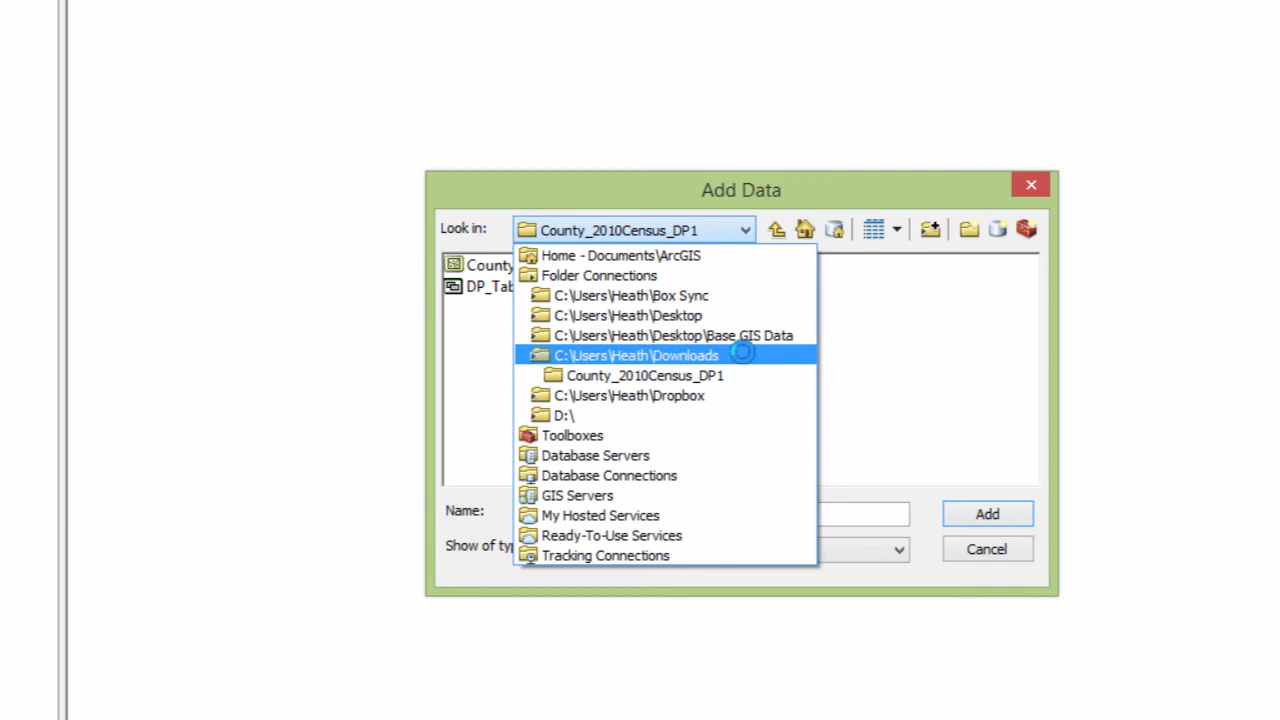 Add Data
Look in:
County_2010Census_DP1
Home - Documents\ArcGIS
Folder Connections
County
C:\Users\Heath\Box Sync
DP_Tab
C:\Users\Heath\Desktop
C:\Users\Heath\Desktop\Base GIS Data
C:\Users\Heath\Downloads
County_2010Census_DP1
C:\Users\Heath\Dropbox
D:\
Toolboxes
Database Servers
Database Connections
GIS Servers
Name:
My Hosted Services
Add
Show of typ
Ready-To-Use Services
Cancel
Tracking Connections